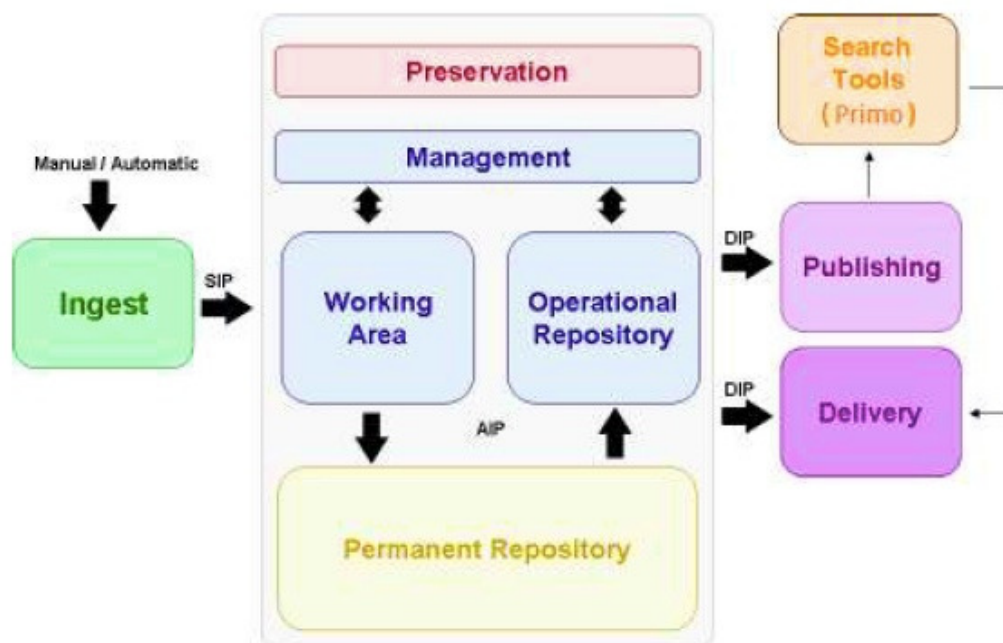 Preservation
Search
Tools
(Primo)
Management
Manual / Automatic
Ingest
SIP
Working
Area
Operational
Repository
DIP
Publishing
DIP
Delivery
AIP
Permanent Repository